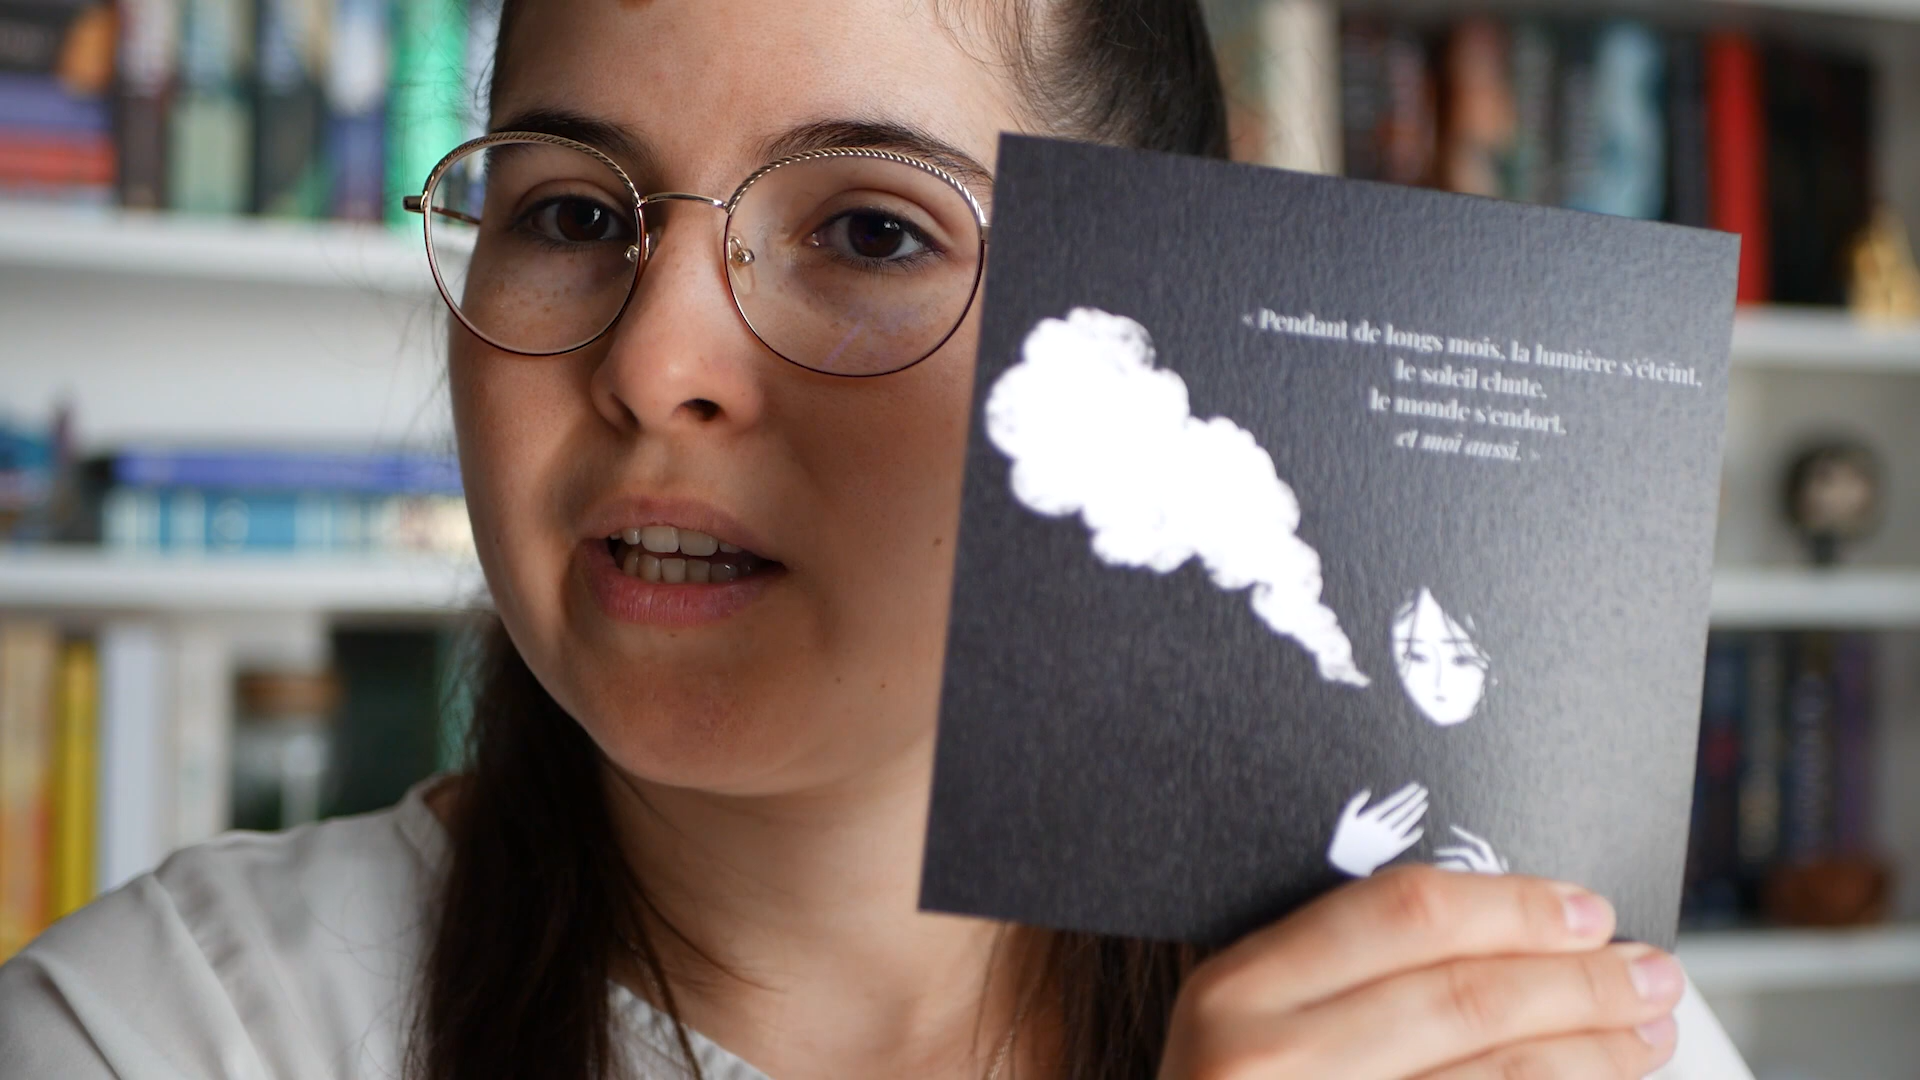 « Pendant de longs mois, la lumière s'éteint,
le soleil chute,
le monde s'endort,
et moi aussi. »